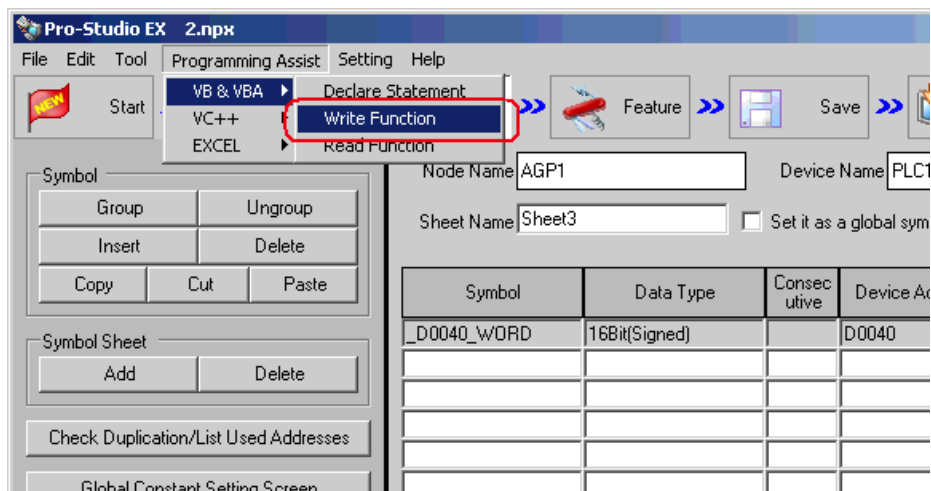 Pro-Studio EX 2.npx
File Edit Tool Programming Assist Setting Help
NEW Start Feature Save
VB & VBA Declare Statement
VC++ Write Function
EXCEL Read Function
Symbol
Group Ungroup
Insert Delete
Copy Cut Paste
Symbol Sheet
Add Delete
Check Duplication/List Used Addresses
Global Constant Setting Screen
Node Name AGP1 Device Name PLC1
Sheet Name Sheet3 Set it as a global sym
Symbol Data Type Consec utive Device Ad
_D0040_WORD 16Bit(Signed) D0040